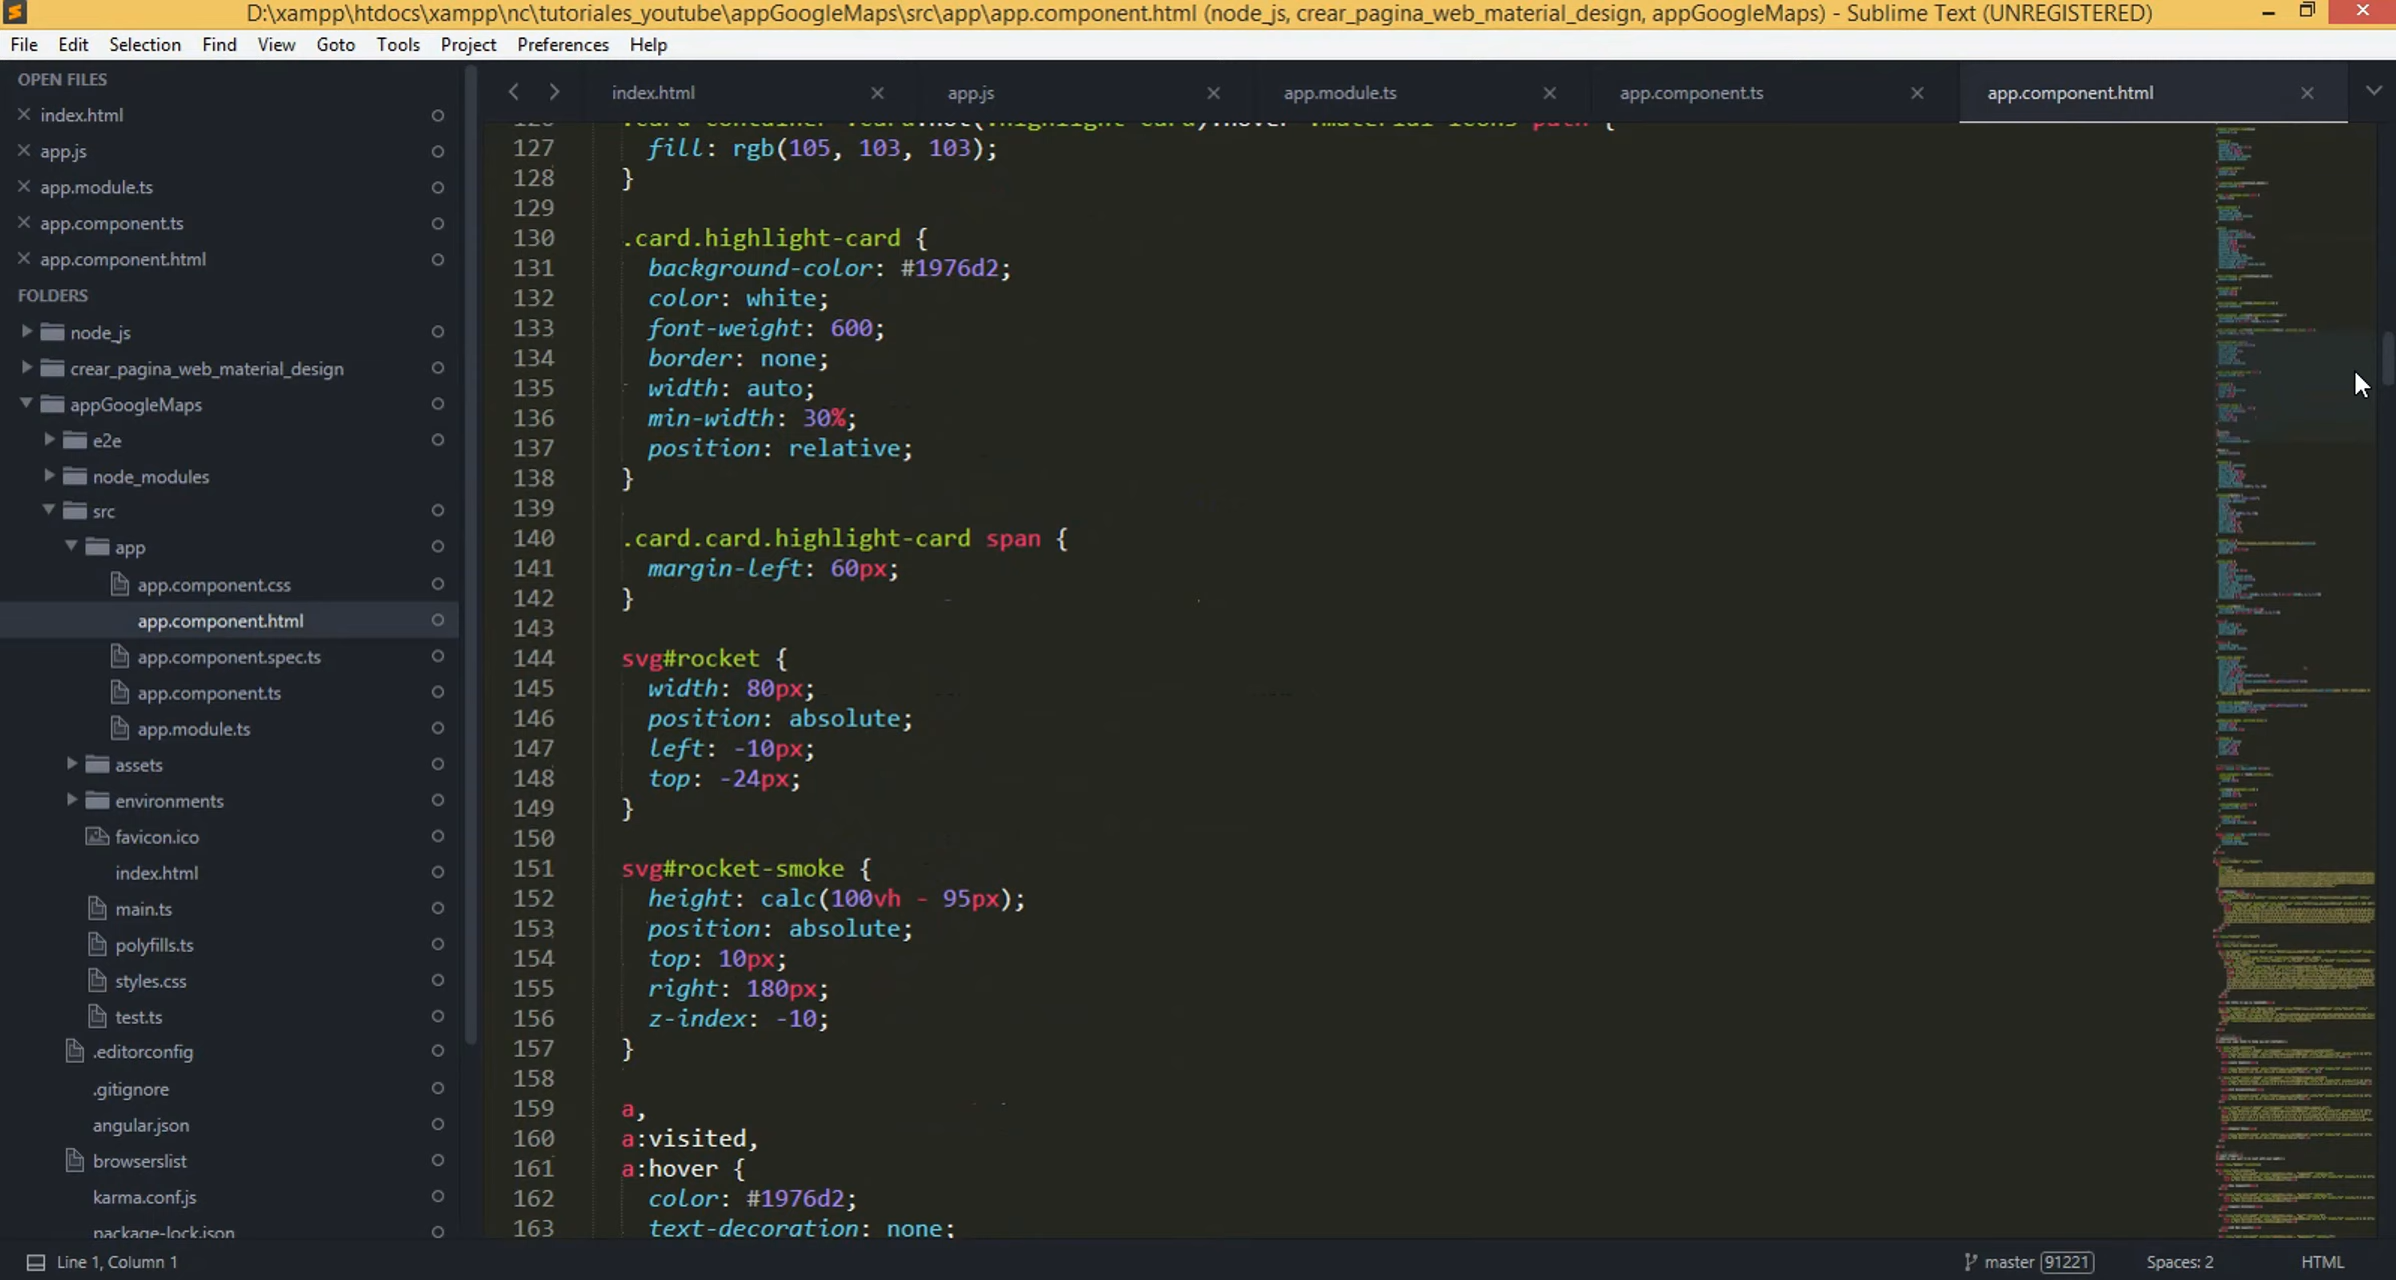 D:\xampp\htdocs\xampp\nc\tutoriales_youtube\appGoogleMaps\src\app\app.component.html (node_js, crear_pagina_web_material_design, appGoogleMaps) - Sublime Text (UNREGISTERED)
File Edit Selection Find View Goto Tools Project Preferences Help
OPEN FILES
index.html
app.js
app.module.ts
app.component.ts
app.component.html
FOLDERS
node_js
crear_pagina_web_material_design
appGoogleMaps
e2e
node_modules
src
app
app.component.css
app.component.html
app.component.spec.ts
app.component.ts
app.module.ts
assets
environments
favicon.ico
index.html
main.ts
polyfills.ts
styles.css
test.ts
.editorconfig
.gitignore
angular.json
browserslist
karma.conf.js
package-lock.json
index.html app.js app.module.ts app.component.ts app.component.html
127 fill: rgb(105, 103, 103);
128 }
129
130 .card.highlight-card {
131 background-color: #1976d2;
132 color: white;
133 font-weight: 600;
134 border: none;
135 width: auto;
136 min-width: 30%;
137 position: relative;
138 }
139
140 .card.card.highlight-card span {
141 margin-left: 60px;
142 }
143
144 svg#rocket {
145 width: 80px;
146 position: absolute;
147 left: -10px;
148 top: -24px;
149 }
150
151 svg#rocket-smoke {
152 height: calc(100vh - 95px);
153 position: absolute;
154 top: 10px;
155 right: 180px;
156 z-index: -10;
157 }
158
159 a,
160 a:visited,
161 a:hover {
162 color: #1976d2;
163 text-decoration: none;
Line 1, Column 1
master 91221 Spaces: 2 HTML